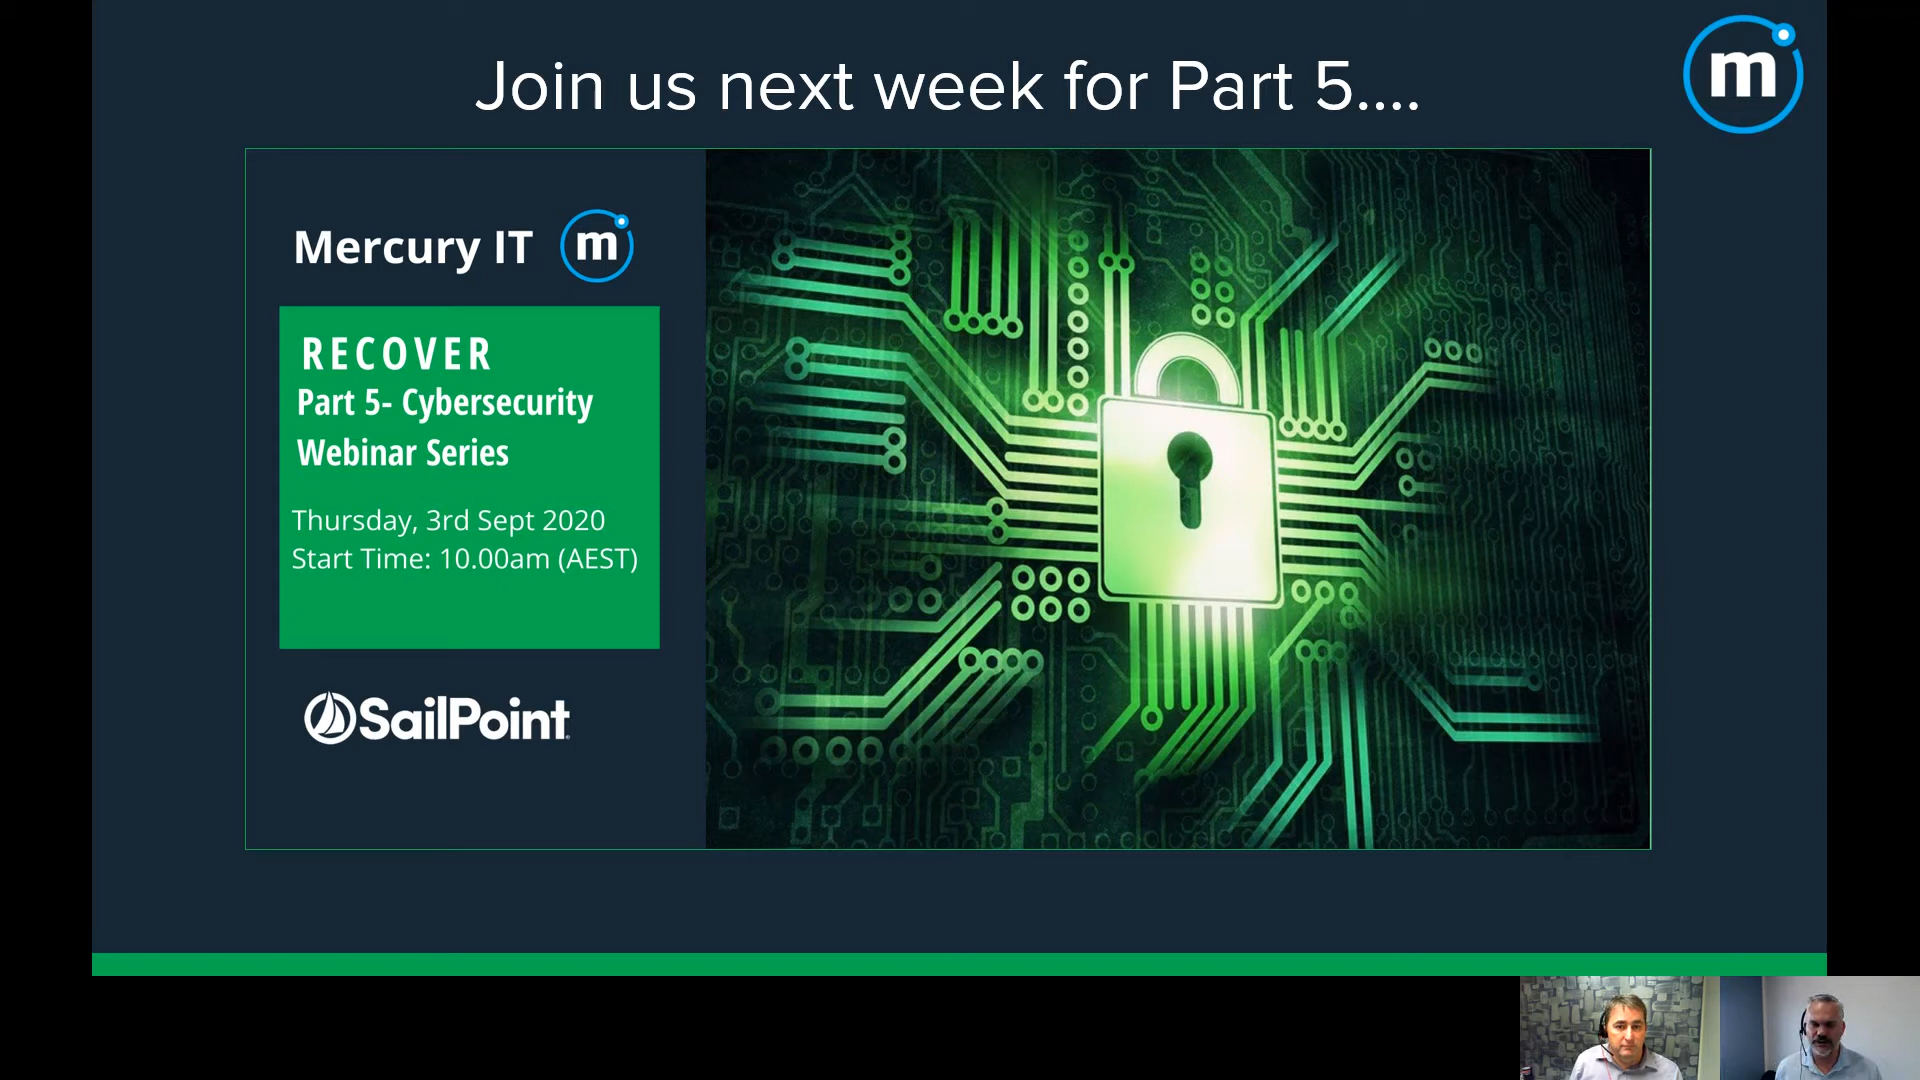 Join us next week for Part 5....
m
Mercury IT m
RECOVER
Part 5- Cybersecurity
Webinar Series
Thursday, 3rd Sept 2020
Start Time: 10.00am (AEST)
SailPoint